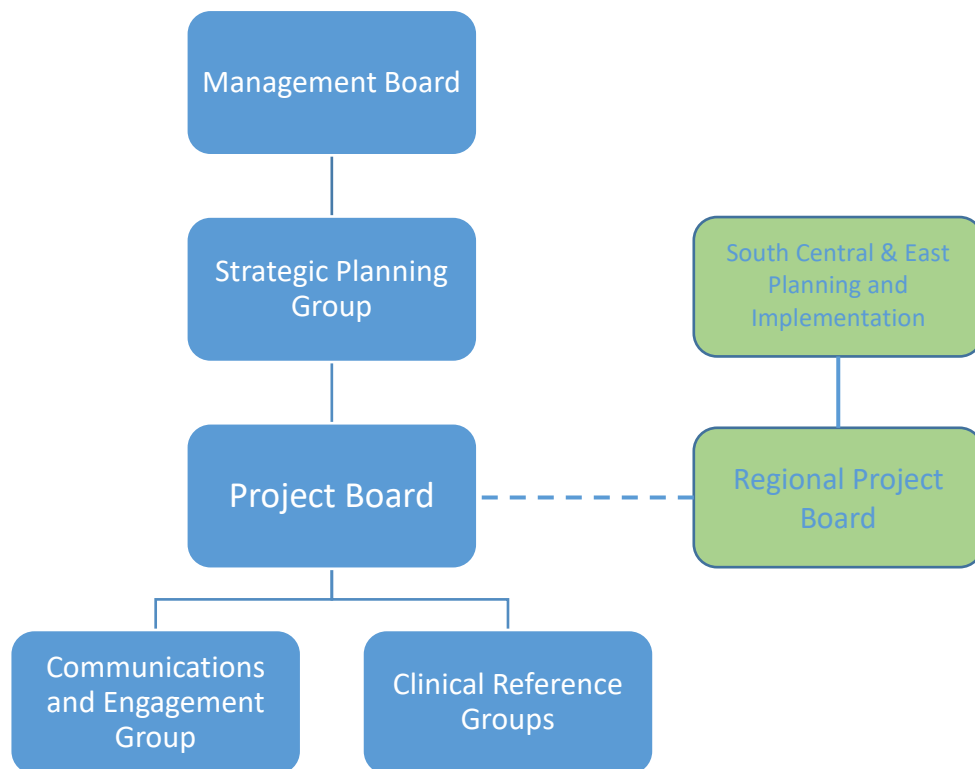 Management Board
Strategic Planning
Group
South Central & East
Planning and
Implementation
Project Board
Regional Project
Board
Communications
and Engagement
Group
Clinical Reference
Groups